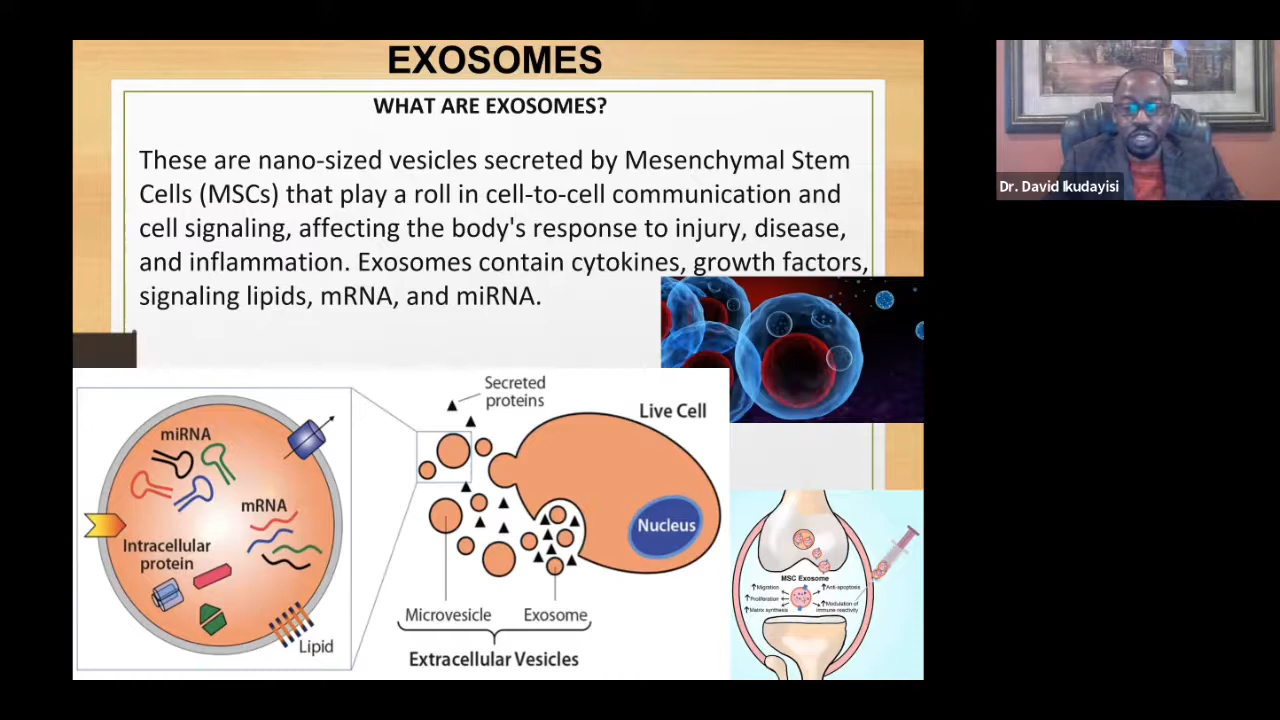 EXOSOMES
WHAT ARE EXOSOMES?
These are nano-sized vesicles secreted by Mesenchymal Stem
Cells (MSCs) that play a roll in cell-to-cell communication and
cell signaling, affecting the body's response to injury, disease,
and inflammation. Exosomes contain cytokines, growth factors,
signaling lipids, mRNA, and miRNA.
Dr. David Ikudayisi
miRNA
mRNA
Intracellular
protein
Lipid
Secreted
proteins
Live Cell
Nucleus
Microvesicle
Exosome
Extracellular Vesicles
MSC Exosome
Migration
Proliferation
Matrix synthesis
Anti-apoptosis
Modulation of
immune reactivity